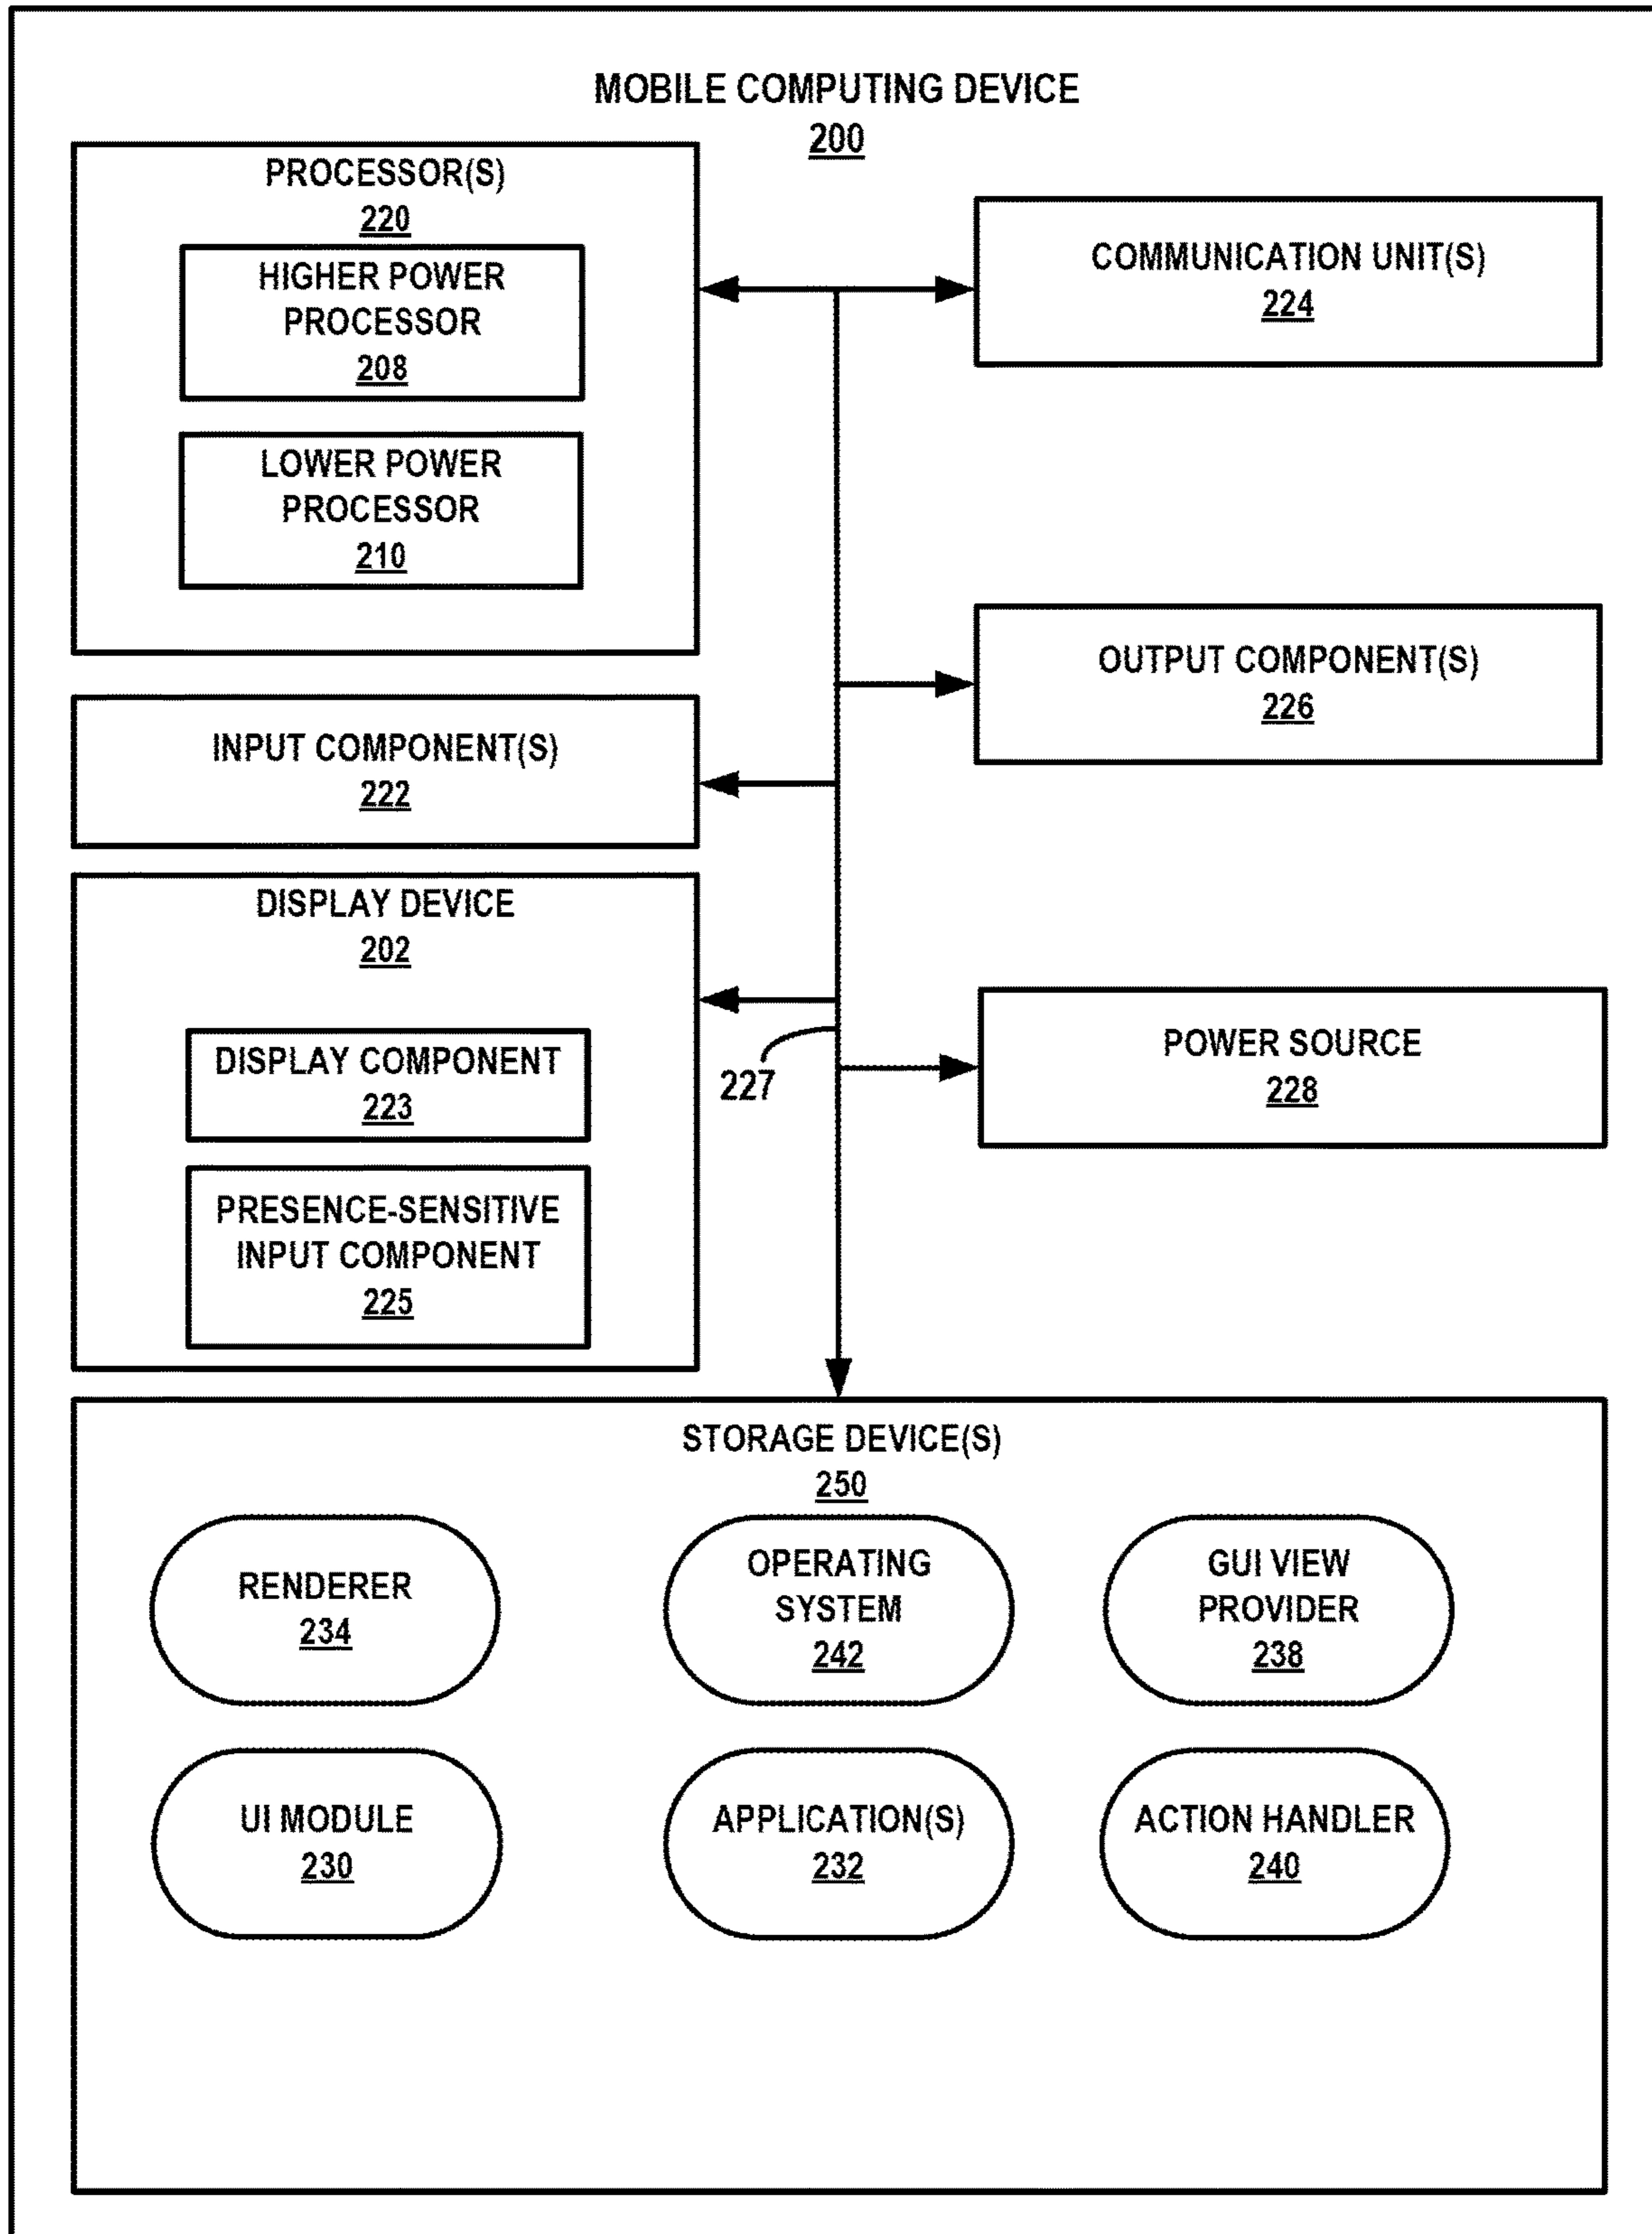 MOBILE COMPUTING DEVICE
200
PROCESSOR(S)
220
HIGHER POWER
PROCESSOR
208
LOWER POWER
PROCESSOR
210
COMMUNICATION UNIT(S)
224
OUTPUT COMPONENT(S)
226
INPUT COMPONENT(S)
222
DISPLAY DEVICE
202
DISPLAY COMPONENT
223
PRESENCE-SENSITIVE
INPUT COMPONENT
225
227
POWER SOURCE
228
STORAGE DEVICE(S)
250
RENDERER
234
OPERATING
SYSTEM
242
GUI VIEW
PROVIDER
238
UI MODULE
230
APPLICATION(S)
232
ACTION HANDLER
240